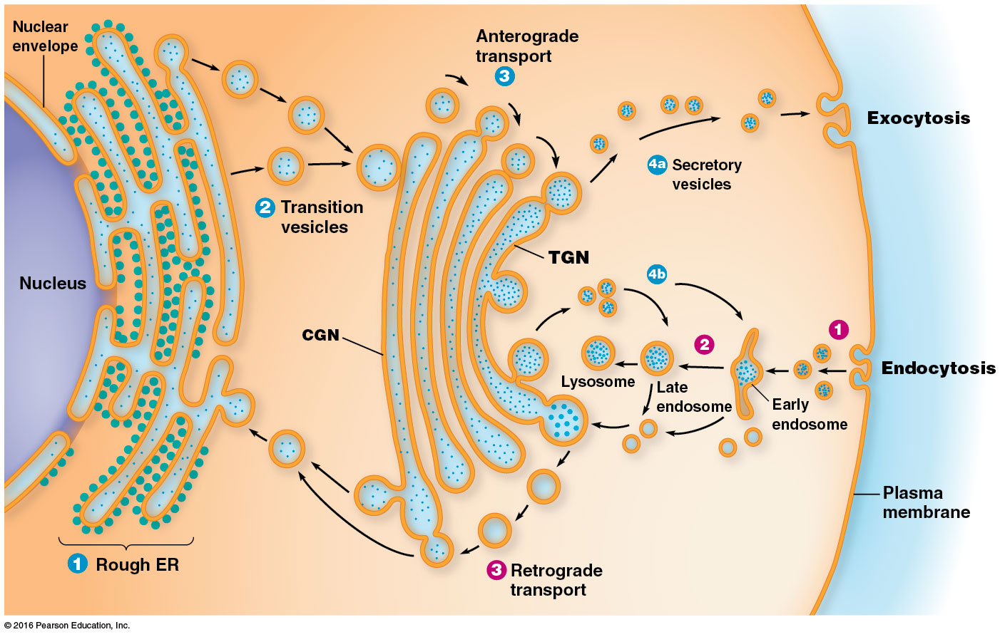 Nuclear
envelope
Anterograde
transport
3
Exocytosis
4a Secretory
vesicles
2 Transition
vesicles
TGN
4b
Nucleus
CGN
1
2
Endocytosis
Lysosome
Late
endosome
Early
endosome
Plasma
membrane
1 Rough ER
3 Retrograde
transport
© 2016 Pearson Education, Inc.